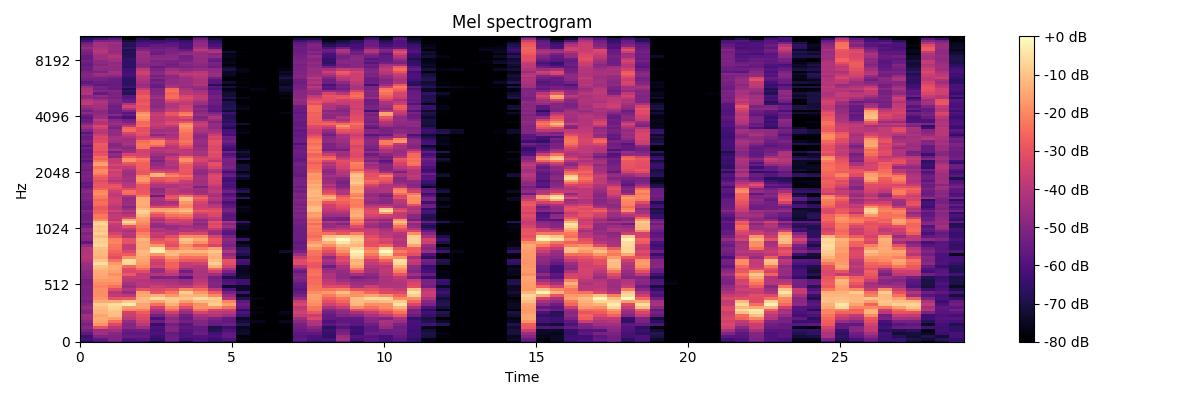 Mel spectrogram
8192
4096
2048
1024
512
0
Hz
0 5 10 15 20 25
Time
+0 dB
-10 dB
-20 dB
-30 dB
-40 dB
-50 dB
-60 dB
-70 dB
-80 dB